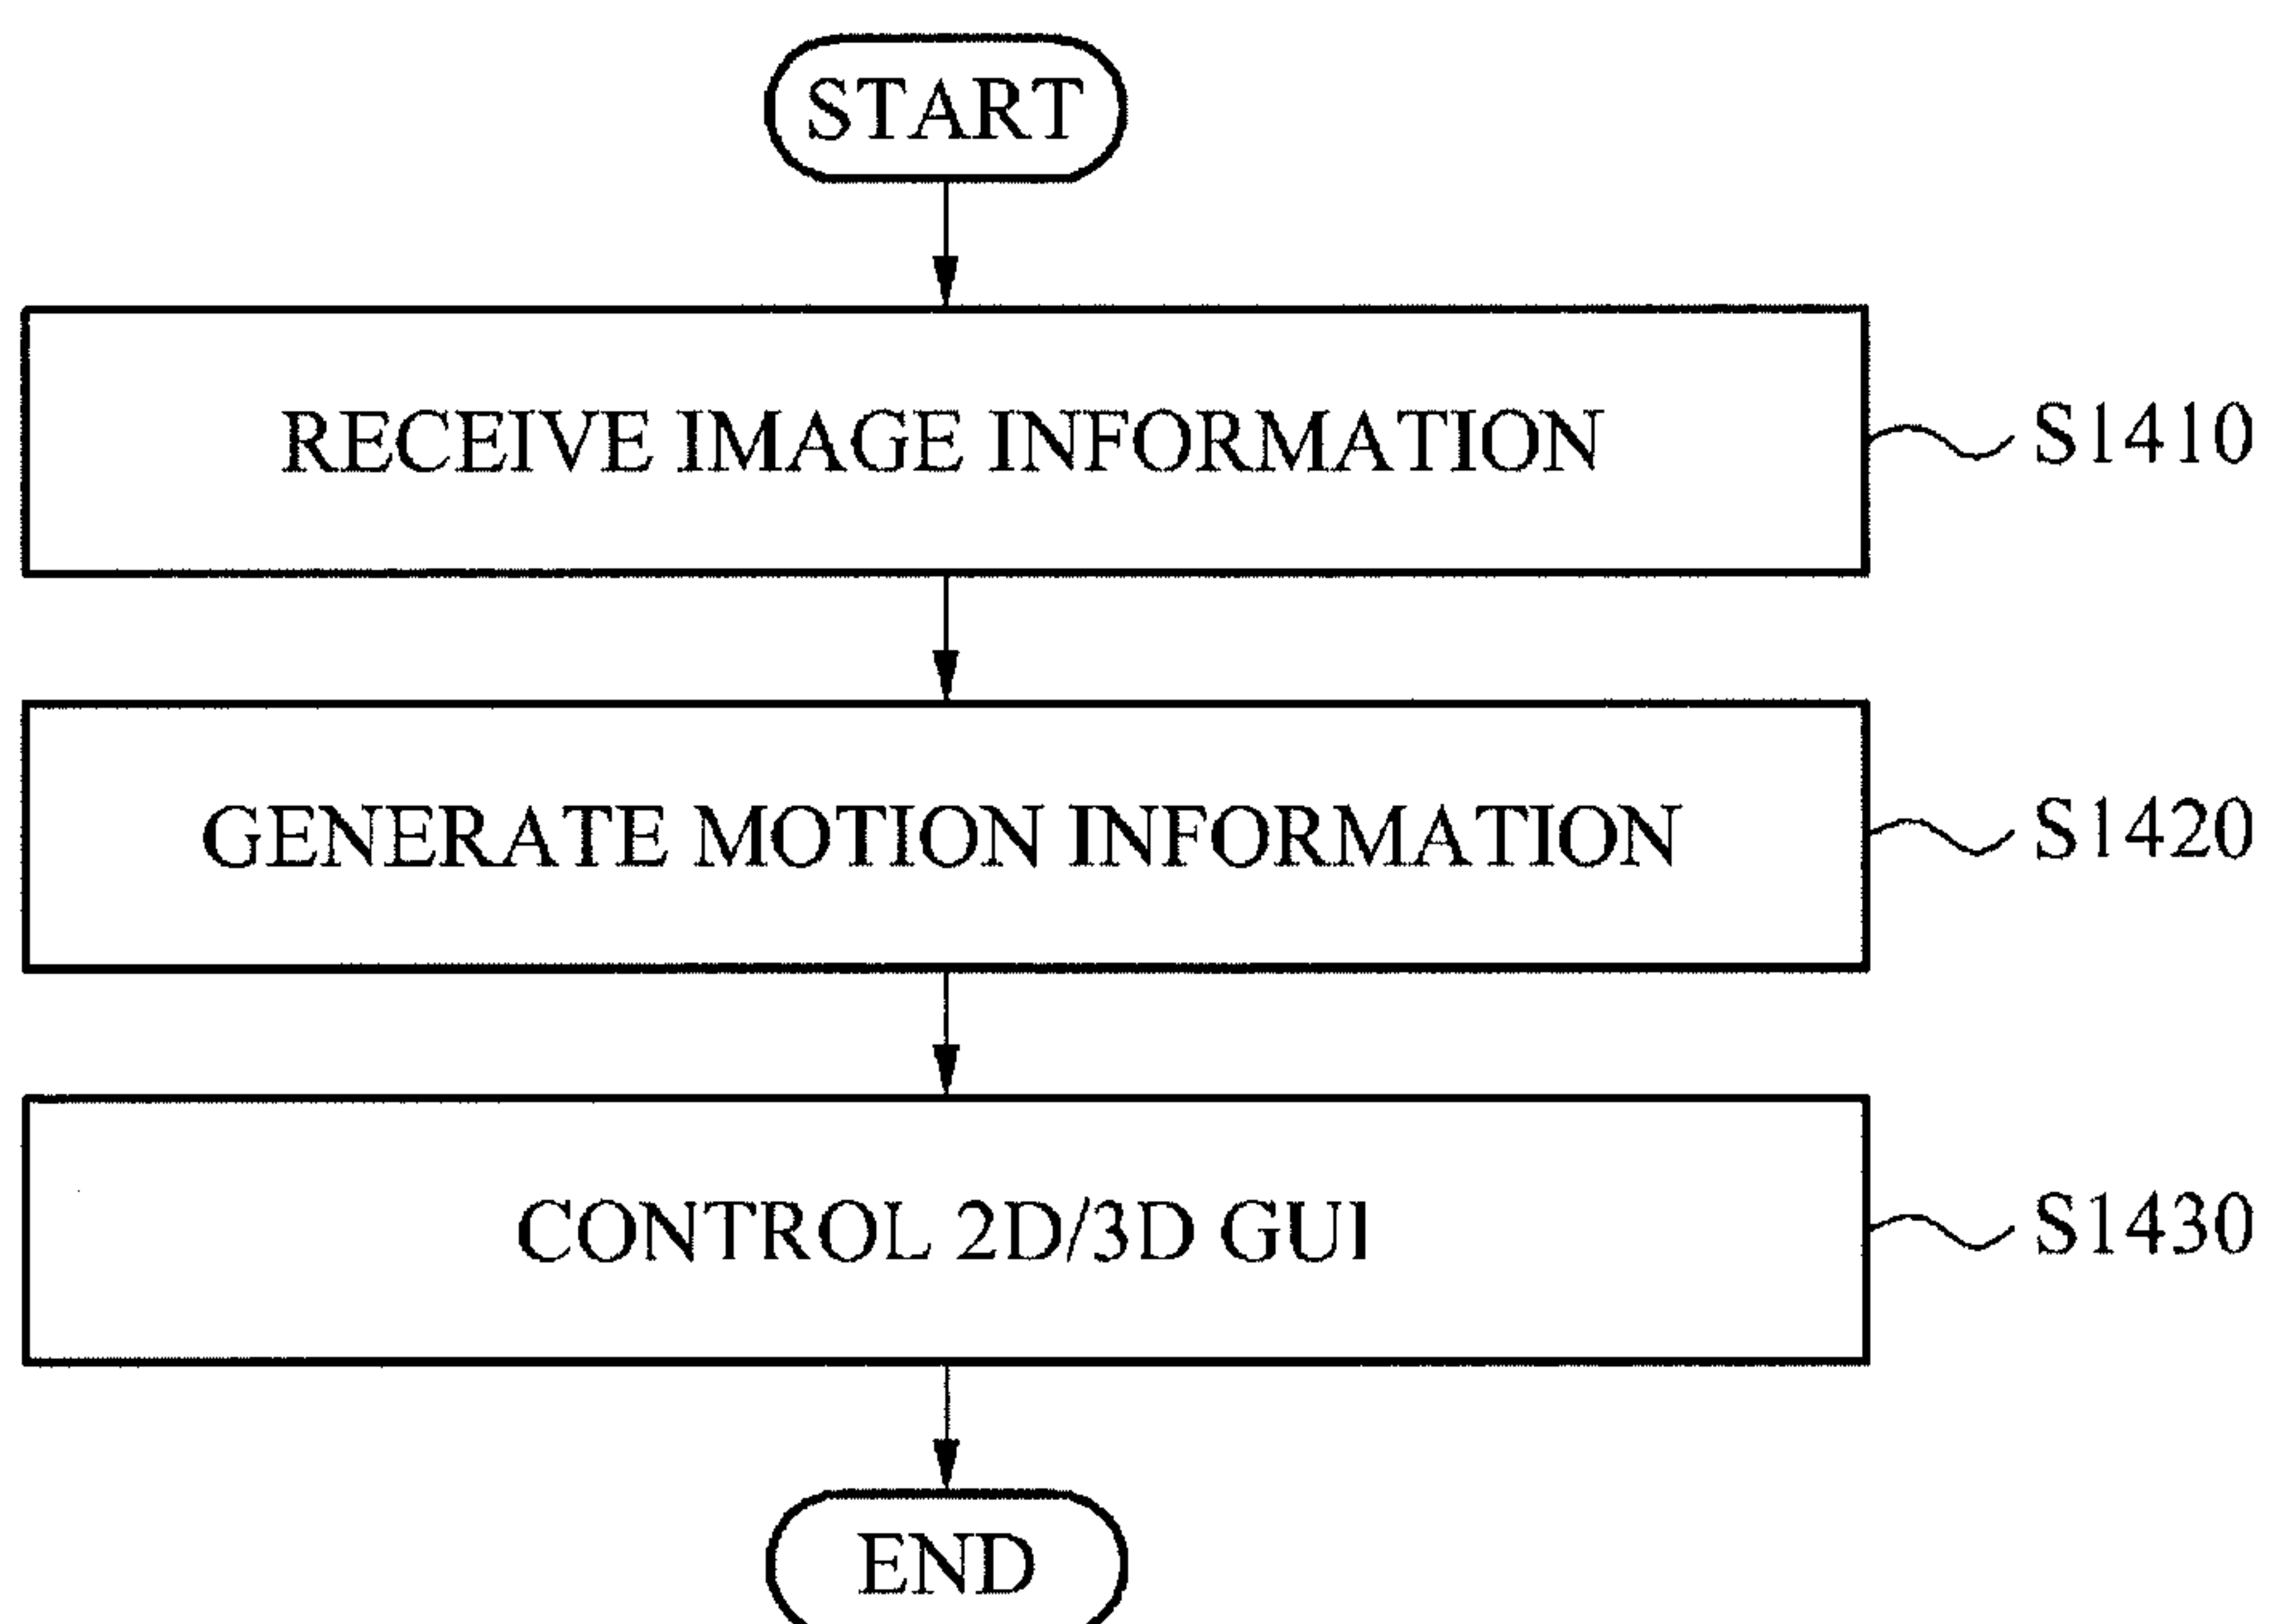 START
RECEIVE IMAGE INFORMATION
S1410
GENERATE MOTION INFORMATION
S1420
CONTROL 2D/3D GUI
S1430
END